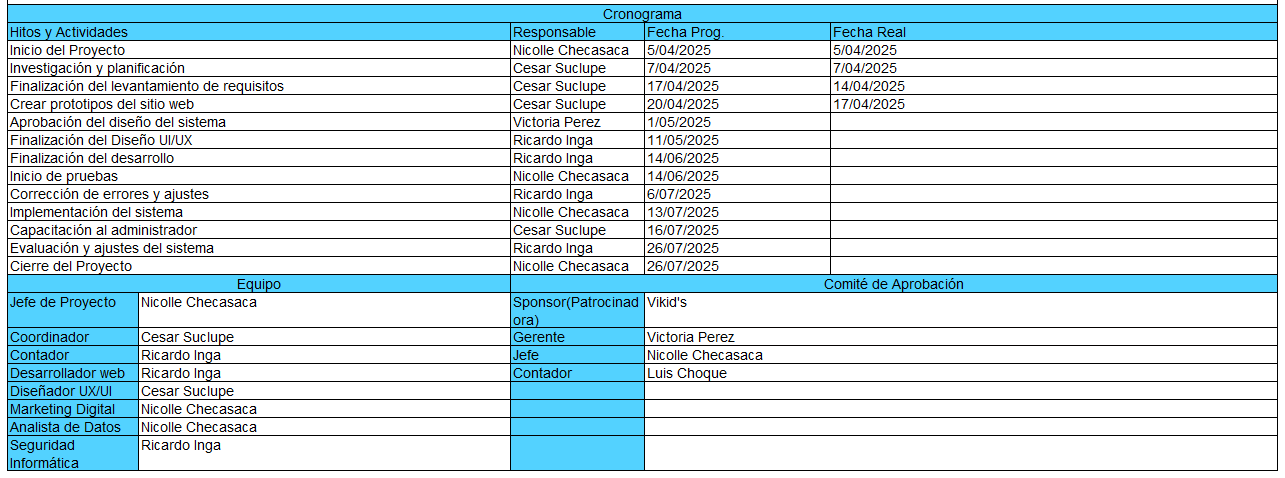 Cronograma
Hitos y Actividades Responsable Fecha Prog. Fecha Real
Inicio del Proyecto Nicolle Checasaca 5/04/2025 5/04/2025
Investigación y planificación Cesar Suclupe 7/04/2025 7/04/2025
Finalización del levantamiento de requisitos Cesar Suclupe 17/04/2025 14/04/2025
Crear prototipos del sitio web Cesar Suclupe 20/04/2025 17/04/2025
Aprobación del diseño del sistema Victoria Perez 1/05/2025
Finalización del Diseño UI/UX Ricardo Inga 11/05/2025
Finalización del desarrollo Ricardo Inga 14/06/2025
Inicio de pruebas Nicolle Checasaca 14/06/2025
Corrección de errores y ajustes Ricardo Inga 6/07/2025
Implementación del sistema Nicolle Checasaca 13/07/2025
Capacitación al administrador Cesar Suclupe 16/07/2025
Evaluación y ajustes del sistema Ricardo Inga 26/07/2025
Cierre del Proyecto Nicolle Checasaca 26/07/2025
Equipo Comité de Aprobación
Jefe de Proyecto Nicolle Checasaca Sponsor(Patrocinad Vikid's
ora)
Coordinador Cesar Suclupe Gerente Victoria Perez
Contador Ricardo Inga Jefe Nicolle Checasaca
Desarrollador web Ricardo Inga Contador Luis Choque
Diseñador UX/UI Cesar Suclupe
Marketing Digital Nicolle Checasaca
Analista de Datos Nicolle Checasaca
Seguridad Ricardo Inga
Informática